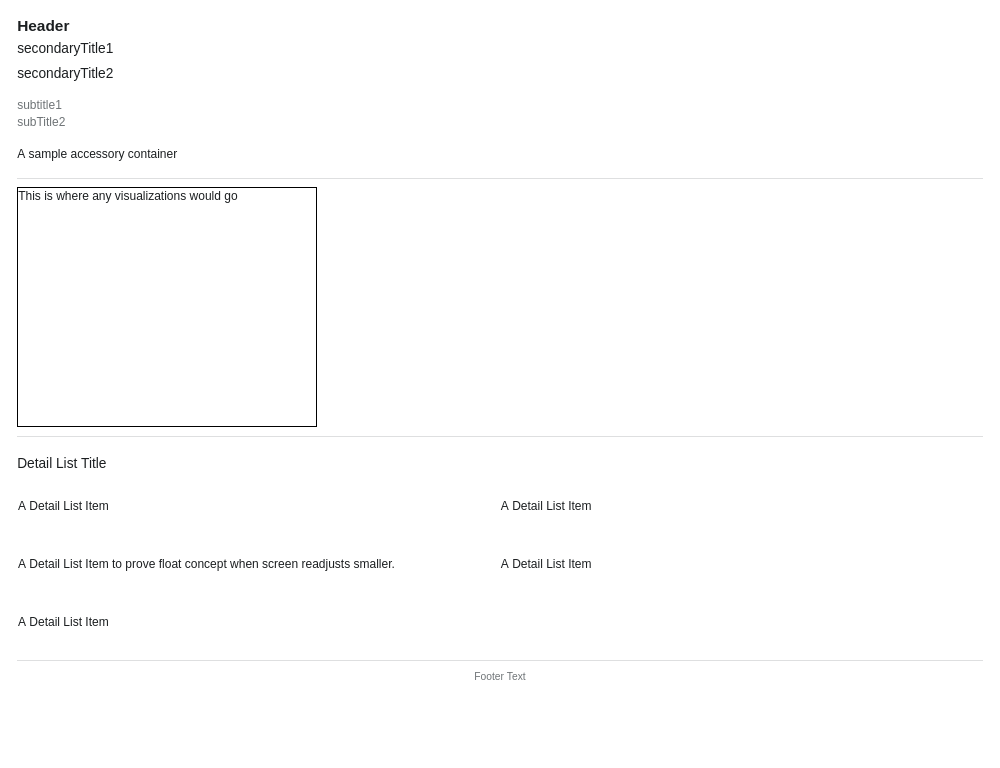 Header
secondaryTitle1
secondaryTitle2
subtitle1
subTitle2
A sample accessory container
This is where any visualizations would go
Detail List Title
A Detail List Item
A Detail List Item
A Detail List Item to prove float concept when screen readjusts smaller.
A Detail List Item
A Detail List Item
Footer Text